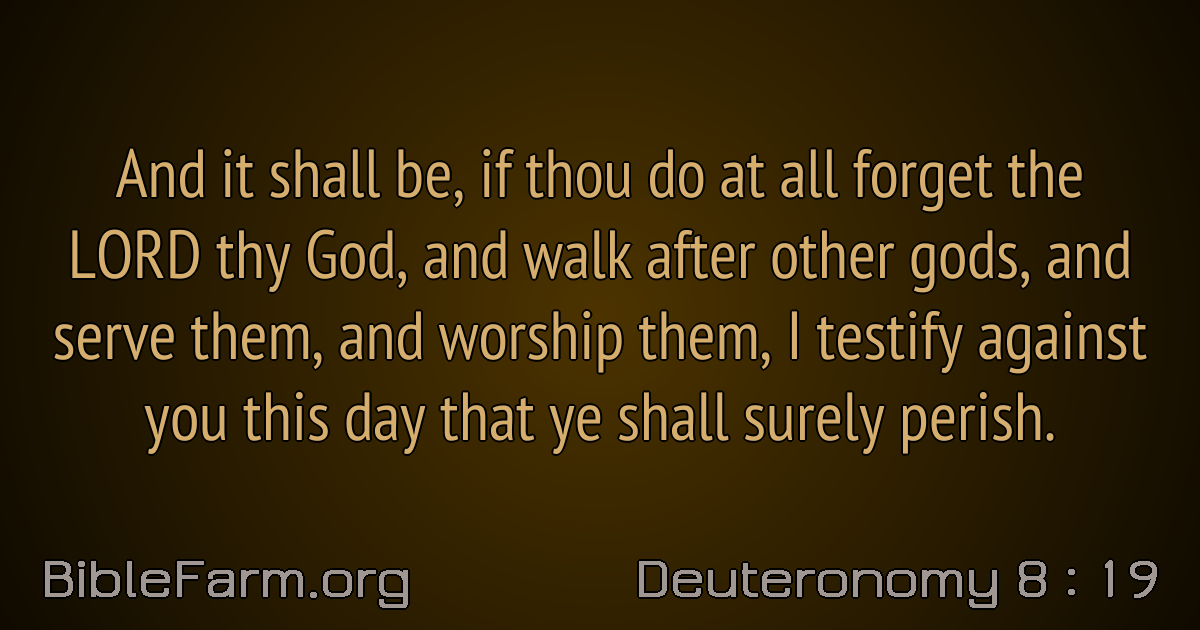 And it shall be, if thou do at all forget the
LORD thy God, and walk after other gods, and
serve them, and worship them, I testify against
you this day that ye shall surely perish.
BibleFarm.org
Deuteronomy 8 : 19